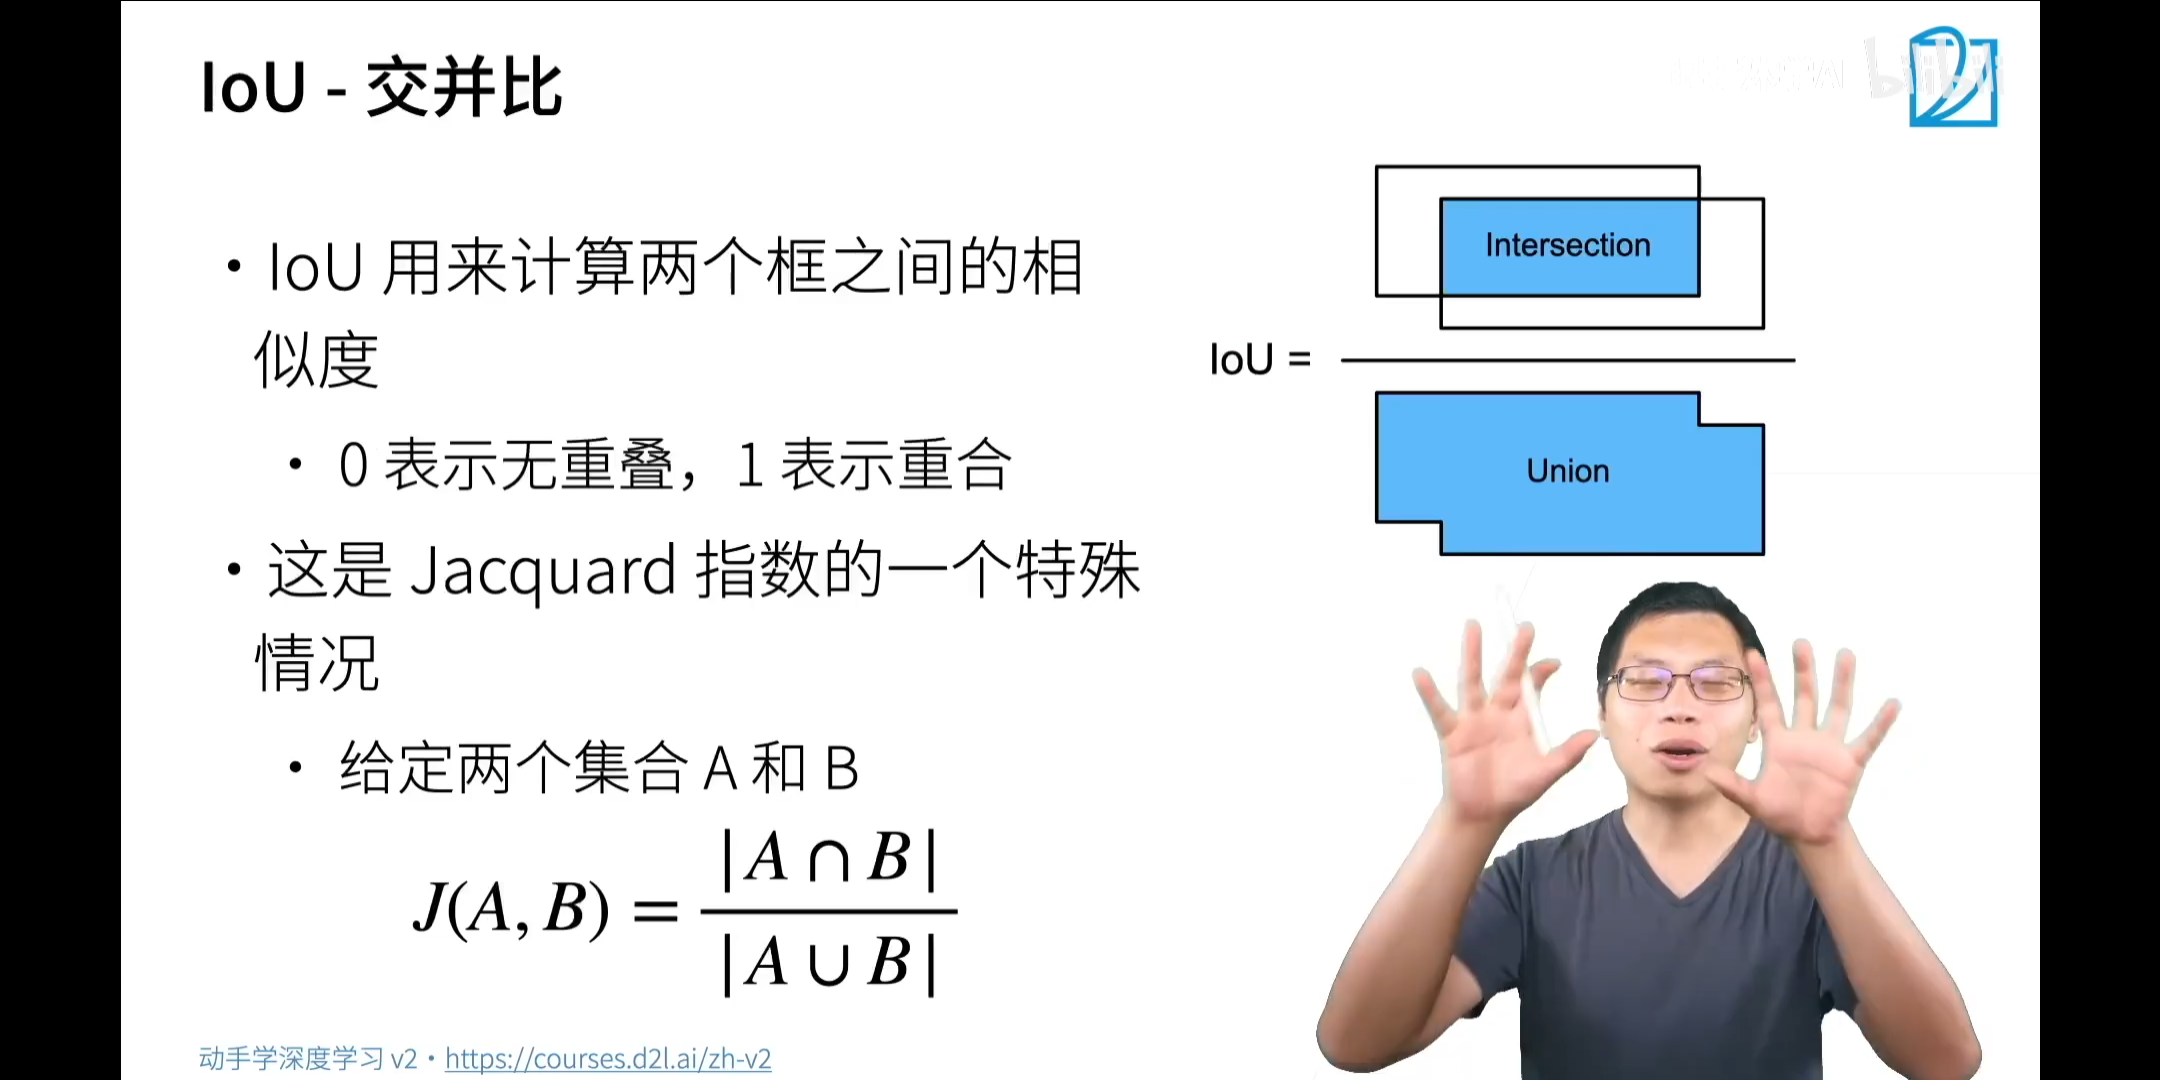 IoU - 交并比
• IoU 用来计算两个框之间的相
似度
• 0 表示无重叠，1 表示重合
• 这是 Jacquard 指数的一个特殊
情况
• 给定两个集合 A 和 B
J(A, B) = |A ∩ B| / |A ∪ B|
Intersection
IoU =
Union
动手学深度学习 v2 • https://courses.d2l.ai/zh-v2
bilibili